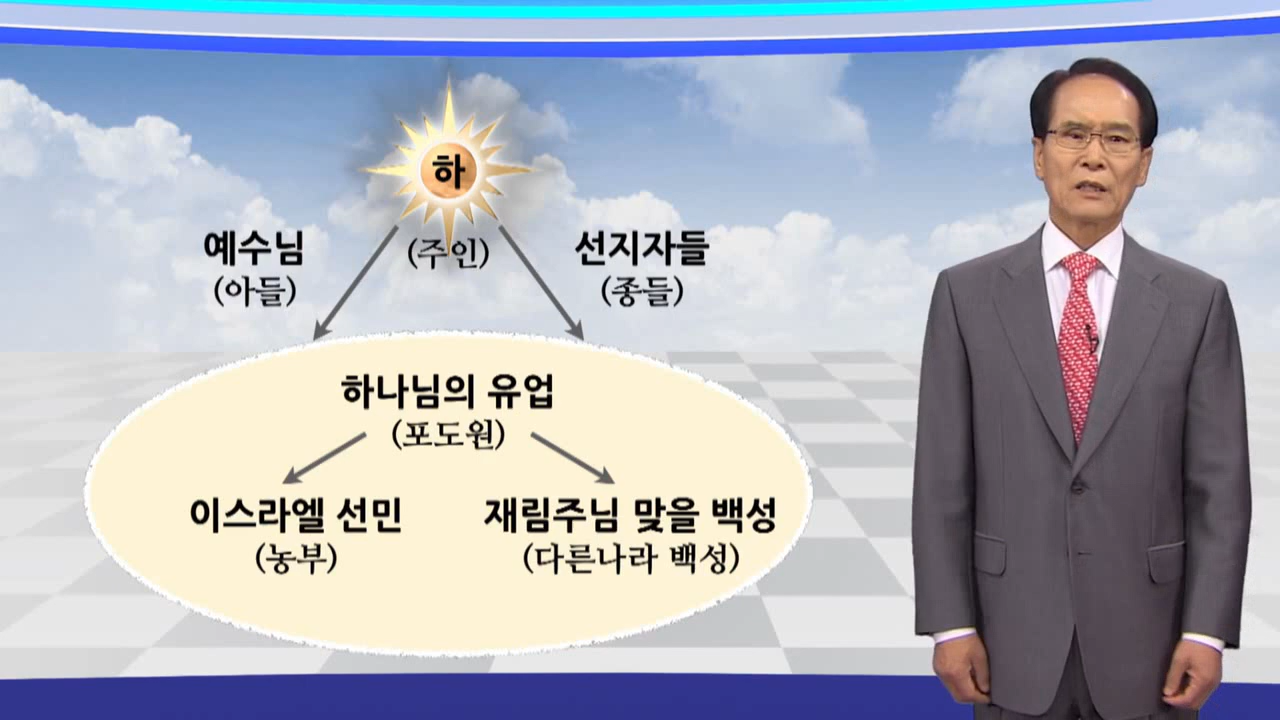 하
예수님
(아들)
(주인)
선지자들
(종들)
하나님의 유업
(포도원)
이스라엘 선민
(농부)
재림주님 맞을 백성
(다른나라 백성)